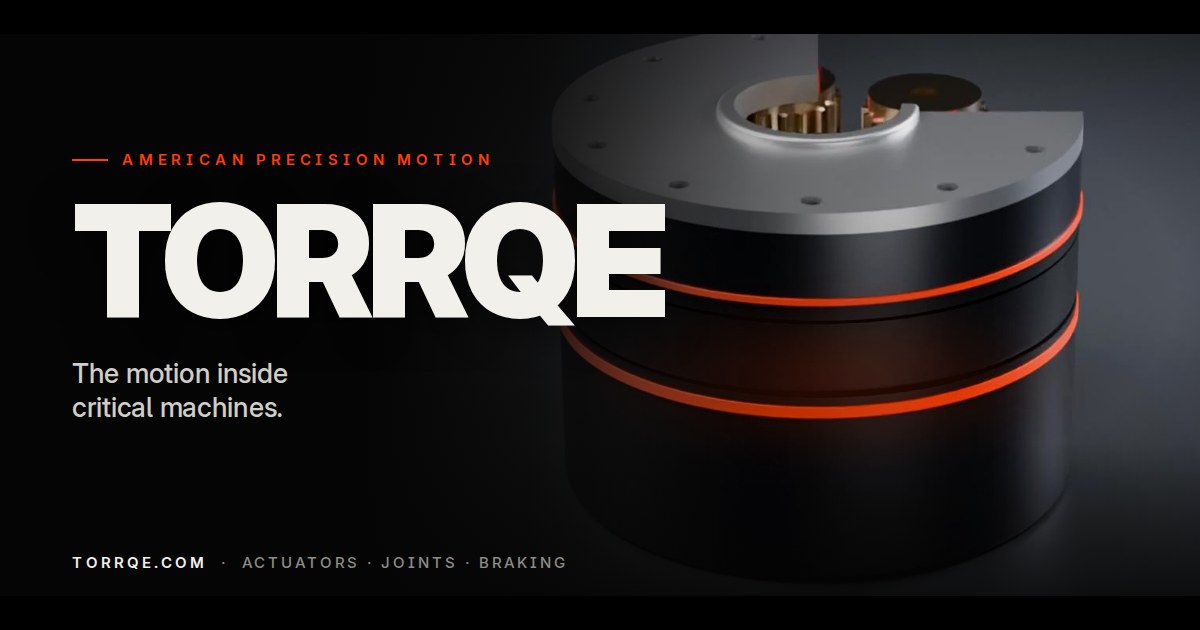 AMERICAN PRECISION MOTION
TORRQE
The motion inside
critical machines.
TORRQE.COM · ACTUATORS · JOINTS · BRAKING